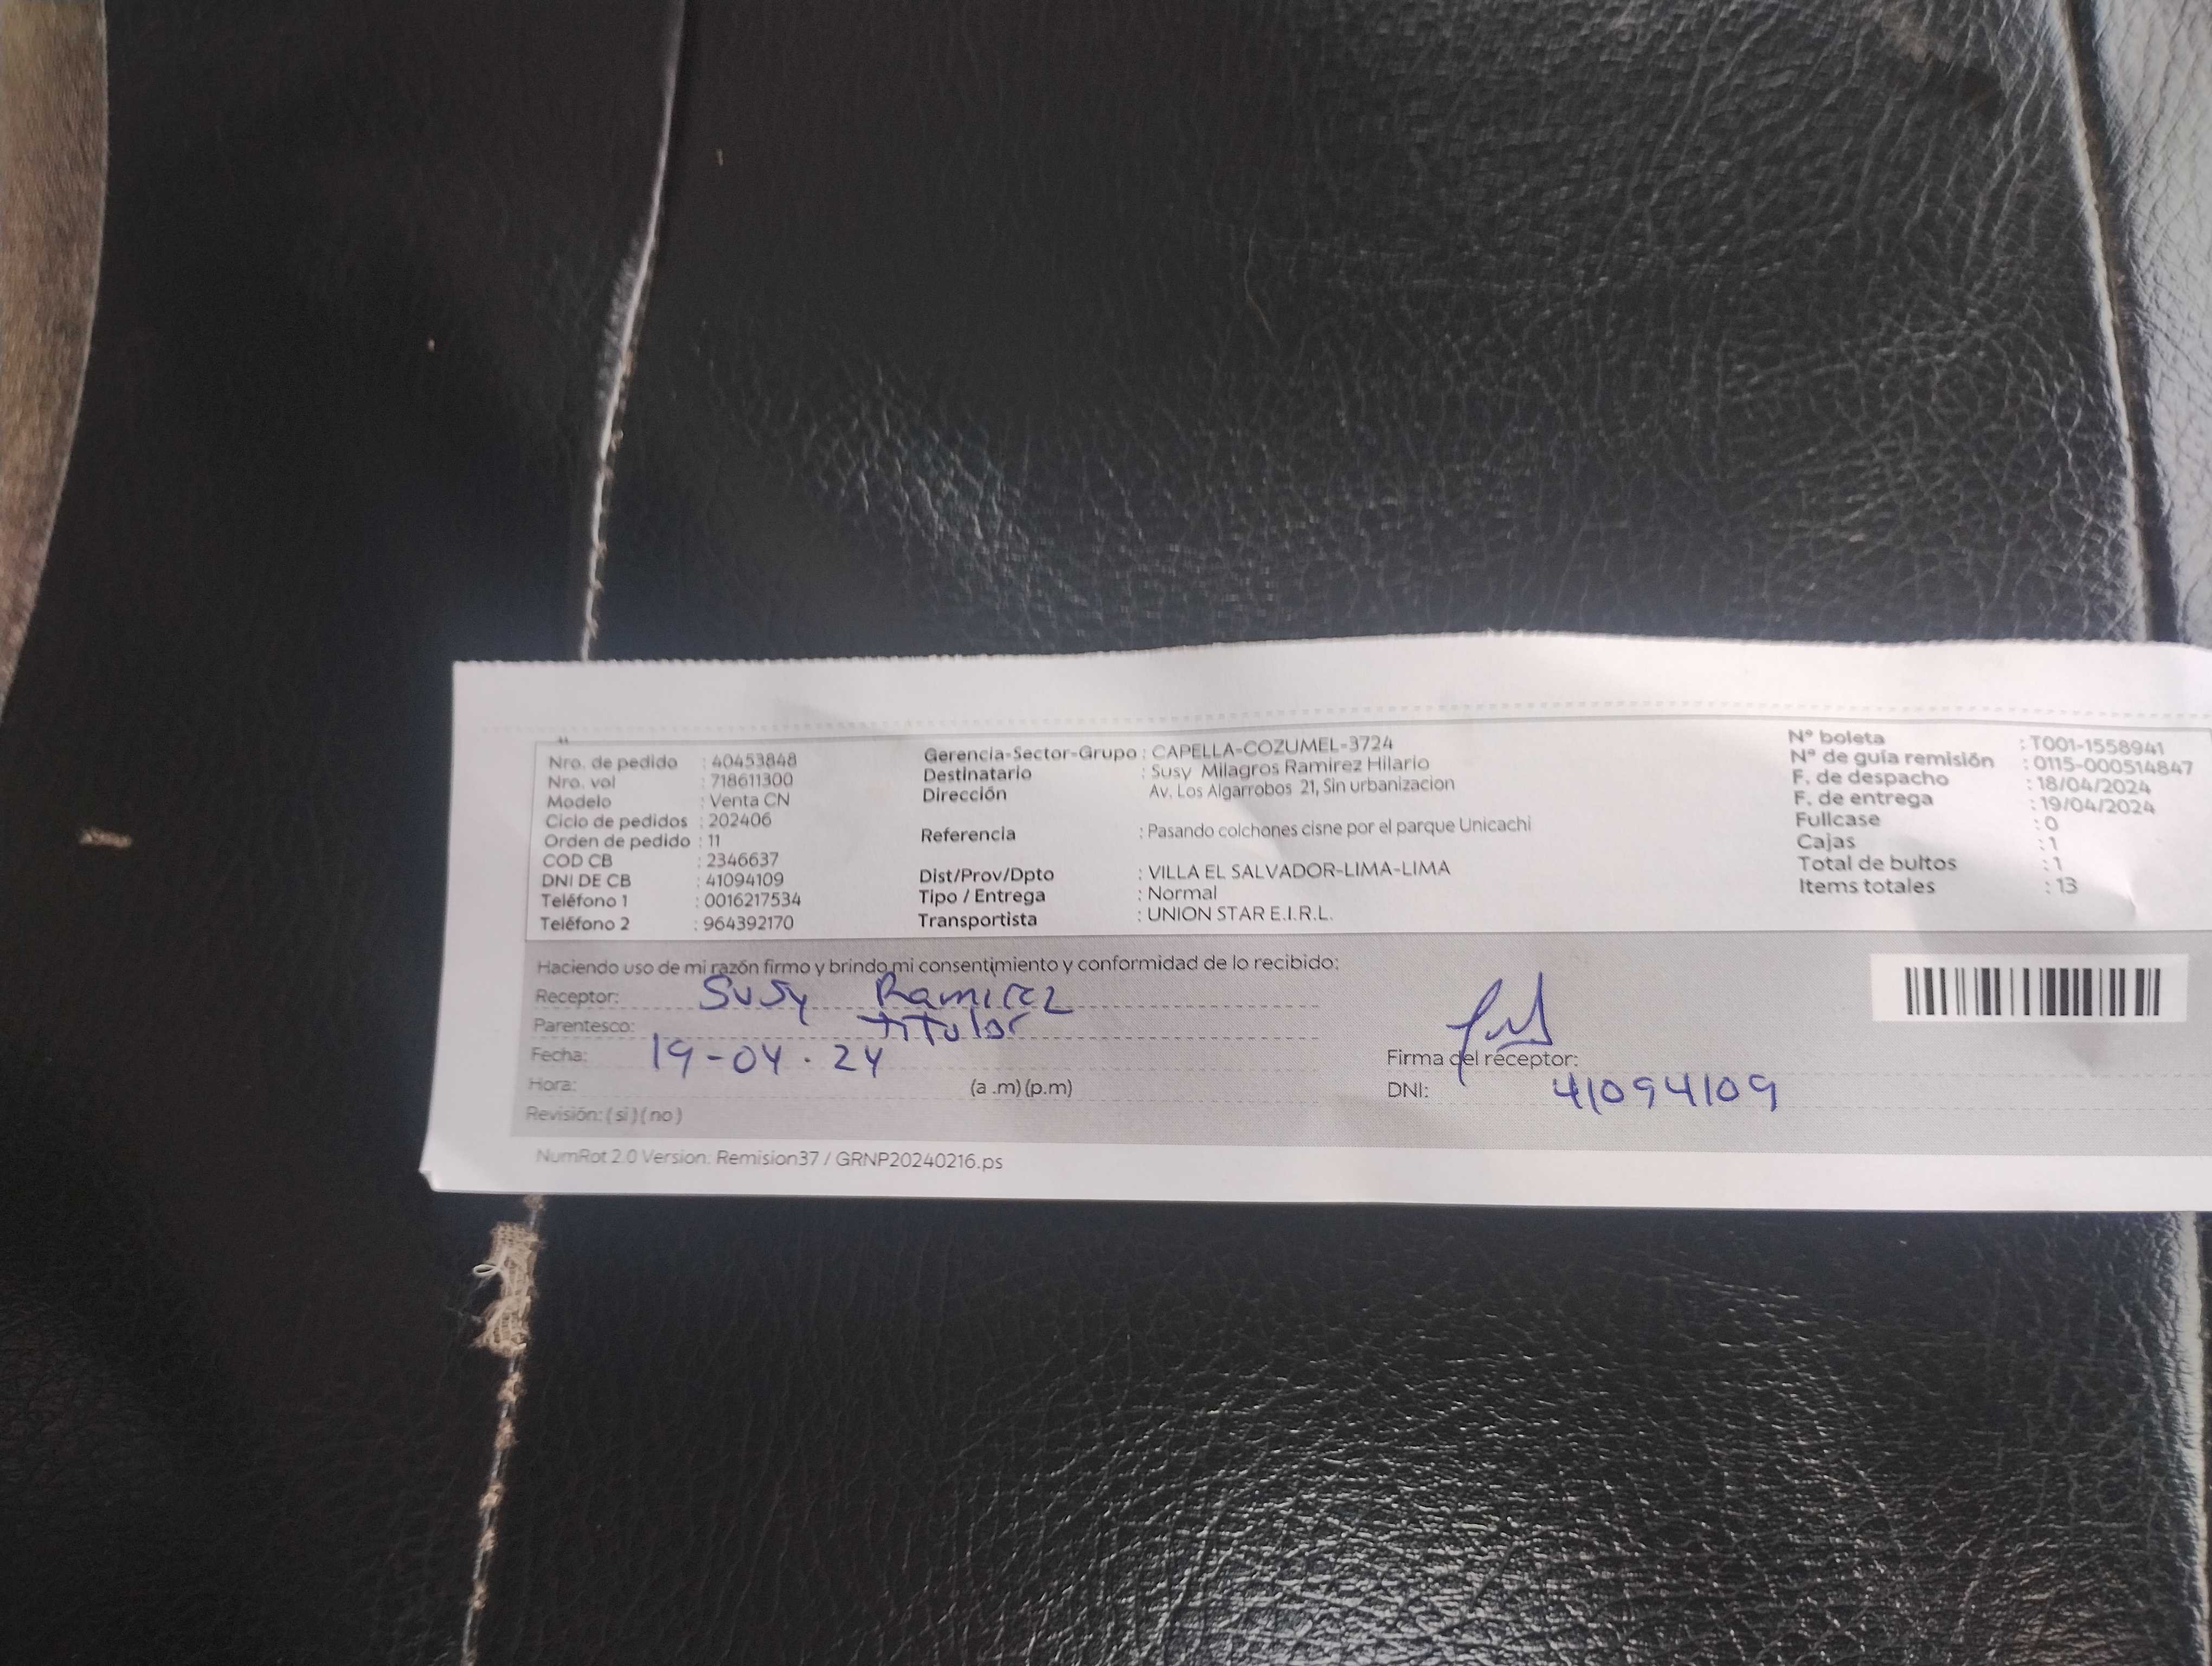 Nro. de pedido : 40453848
Nro. vol : 718611300
Modelo : Venta CN
Ciclo de pedidos : 202406
Orden de pedido : 11
COD CB : 2346637
DNI DE CB : 41094109
Teléfono 1 : 0016217534
Teléfono 2 : 964392170
Gerencia-Sector-Grupo : CAPELLA-COZUMEL-3724
Destinatario : Susy Milagros Ramirez Hilario
Dirección Av. Los Algarrobos 21, Sin urbanizacion
Referencia : Pasando colchones cisne por el parque Unicachi
Dist/Prov/Dpto : VILLA EL SALVADOR-LIMA-LIMA
Tipo / Entrega : Normal
Transportista : UNION STAR E.I.R.L.
Nº boleta : T001-1558941
Nª de guía remisión : 0115-000514847
F. de despacho : 18/04/2024
F. de entrega : 19/04/2024
Fullcase : 0
Cajas : 1
Total de bultos : 1
Items totales : 13
Haciendo uso de mi razón firmo y brindo mi consentimiento y conformidad de lo recibido:
Receptor: Susy Ramirez
Parentesco: titular
Fecha: 19-04.24
Hora: (a .m) (p.m)
Revisión: ( si ) ( no )
Firma del receptor:
DNI: 41094109
NumRot 2.0 Version: Remision37 / GRNP20240216.ps